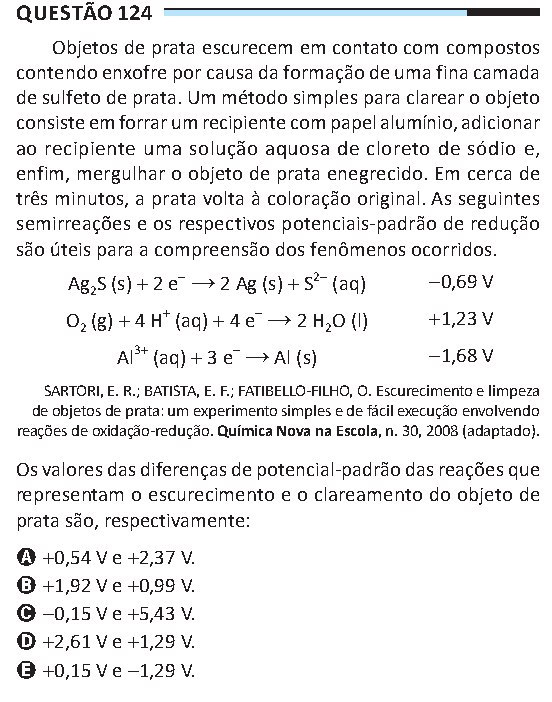 QUESTÃO 124
Objetos de prata escurecem em contato com compostos
contendo enxofre por causa da formação de uma fina camada
de sulfeto de prata. Um método simples para clarear o objeto
consiste em forrar um recipiente com papel alumínio, adicionar
ao recipiente uma solução aquosa de cloreto de sódio e,
enfim, mergulhar o objeto de prata enegrecido. Em cerca de
três minutos, a prata volta à coloração original. As seguintes
semirreações e os respectivos potenciais-padrão de redução
são úteis para a compreensão dos fenômenos ocorridos.
Ag₂S (s) + 2 e⁻ → 2 Ag (s) + S²⁻ (aq) −0,69 V
O₂ (g) + 4 H⁺ (aq) + 4 e⁻ → 2 H₂O (l) +1,23 V
Al³⁺ (aq) + 3 e⁻ → Al (s) −1,68 V
SARTORI, E. R.; BATISTA, E. F.; FATIBELLO-FILHO, O. Escurecimento e limpeza
de objetos de prata: um experimento simples e de fácil execução envolvendo
reações de oxidação-redução. Química Nova na Escola, n. 30, 2008 (adaptado).
Os valores das diferenças de potencial-padrão das reações que
representam o escurecimento e o clareamento do objeto de
prata são, respectivamente:
A +0,54 V e +2,37 V.
B +1,92 V e +0,99 V.
C −0,15 V e +5,43 V.
D +2,61 V e +1,29 V.
E +0,15 V e −1,29 V.